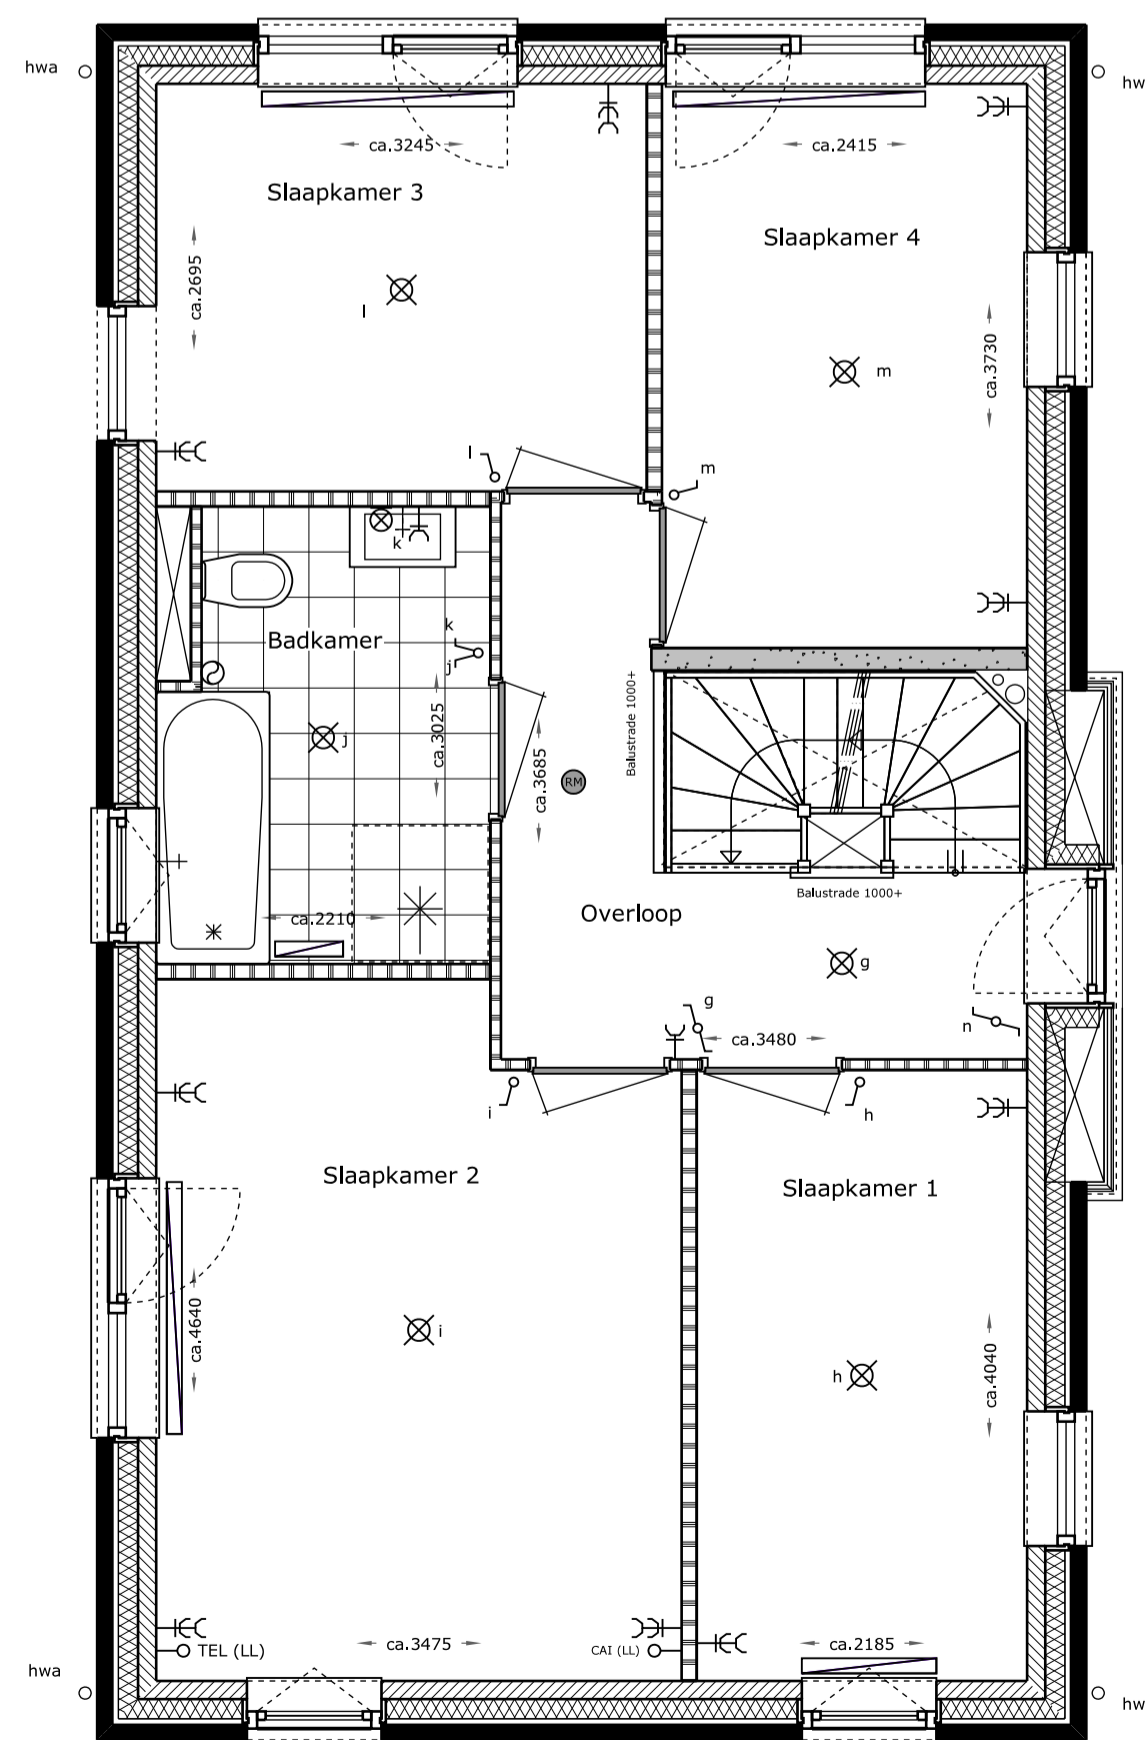 hwa
hw
ca.3245
ca.2415
Slaapkamer 3
Slaapkamer 4
ca.2695
l
ca.3730
m
l
m
k
Badkamer
k
j
ca.3025
j
ca.3685
RM
Balustrade 1000+
Balustrade 1000+
ca.2210
Overloop
g
g
n
ca.3480
i
h
Slaapkamer 2
Slaapkamer 1
ca.4640
i
h
ca.4040
TEL (LL)
ca.3475
CAI (LL)
ca.2185
hwa
hw